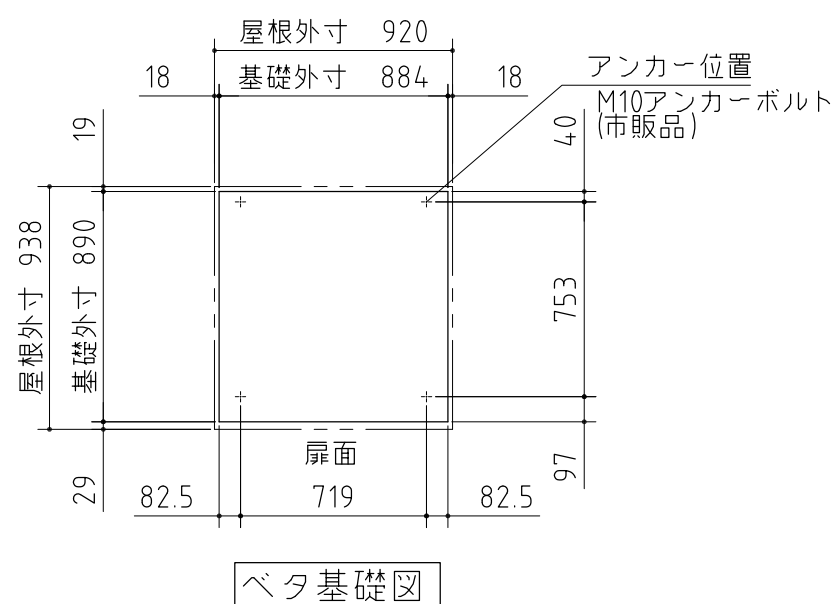 屋根外寸 920
18 基礎外寸 884 18
アンカー位置
M10アンカーボルト
(市販品)
19
40
屋根外寸 938
基礎外寸 890
753
扉面
29
97
82.5 719 82.5
ベタ基礎図